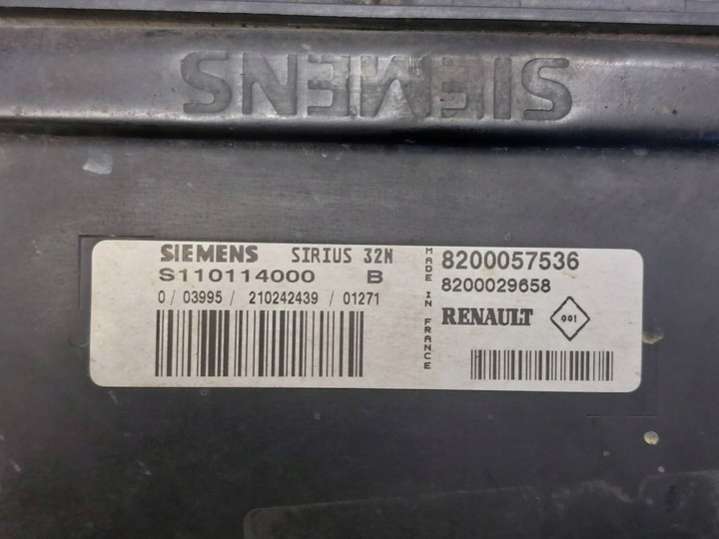 SIEMENS
SIEMENS SIRIUS 32N
S110114000 B
0 / 03995 / 210242439 / 01271
MADE IN FRANCE
8200057536
8200029658
RENAULT 001